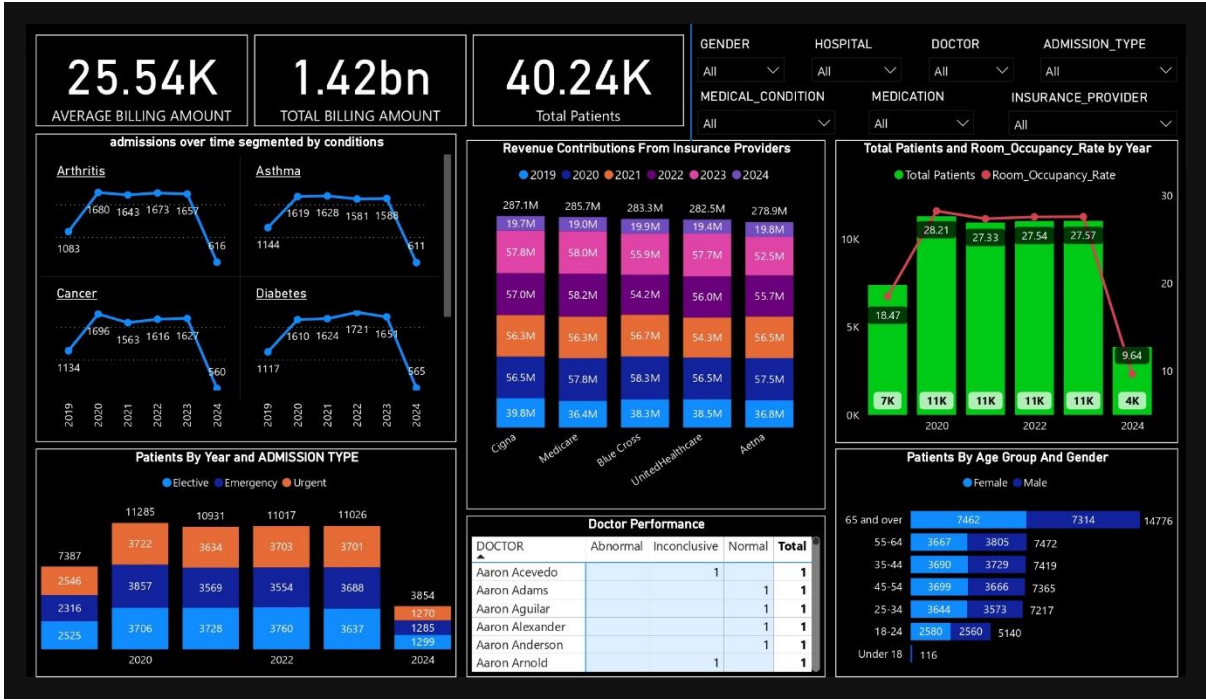 25.54K
AVERAGE BILLING AMOUNT
1.42bn
TOTAL BILLING AMOUNT
40.24K
Total Patients
GENDER HOSPITAL DOCTOR ADMISSION_TYPE
All All All All
MEDICAL_CONDITION MEDICATION INSURANCE_PROVIDER
All All All
admissions over time segmented by conditions
Arthritis
1083 1680 1643 1673 1657 616
Asthma
1144 1619 1628 1581 1588 611
Cancer
1134 1696 1563 1616 1627 560
Diabetes
1117 1610 1624 1721 1651 565
2019 2020 2021 2022 2023 2024
2019 2020 2021 2022 2023 2024
Revenue Contributions From Insurance Providers
2019 2020 2021 2022 2023 2024
287.1M 285.7M 283.3M 282.5M 278.9M
19.7M 19.0M 19.9M 19.4M 19.8M
57.8M 58.0M 55.9M 57.7M 52.5M
57.0M 58.2M 54.2M 56.0M 55.7M
56.3M 56.3M 56.7M 54.3M 56.5M
56.5M 57.8M 58.3M 56.5M 57.5M
39.8M 36.4M 38.3M 38.5M 36.8M
Cigna Medicare Blue Cross UnitedHealthcare Aetna
Total Patients and Room_Occupancy_Rate by Year
Total Patients Room_Occupancy_Rate
30
10K
20
5K
10
0K
18.47 28.21 27.33 27.54 27.57 9.64
7K 11K 11K 11K 11K 4K
2020 2022 2024
Patients By Year and ADMISSION TYPE
Elective Emergency Urgent
7387 11285 10931 11017 11026 3854
2546 3722 3634 3703 3701 1270
2316 3857 3569 3554 3688 1285
2525 3706 3728 3760 3637 1299
2020 2022 2024
Doctor Performance
DOCTOR Abnormal Inconclusive Normal Total
Aaron Acevedo 1 1
Aaron Adams 1 1
Aaron Aguilar 1 1
Aaron Alexander 1 1
Aaron Anderson 1 1
Aaron Arnold 1 1
Patients By Age Group And Gender
Female Male
65 and over 7462 7314 14776
55-64 3667 3805 7472
35-44 3690 3729 7419
45-54 3699 3666 7365
25-34 3644 3573 7217
18-24 2580 2560 5140
Under 18 116